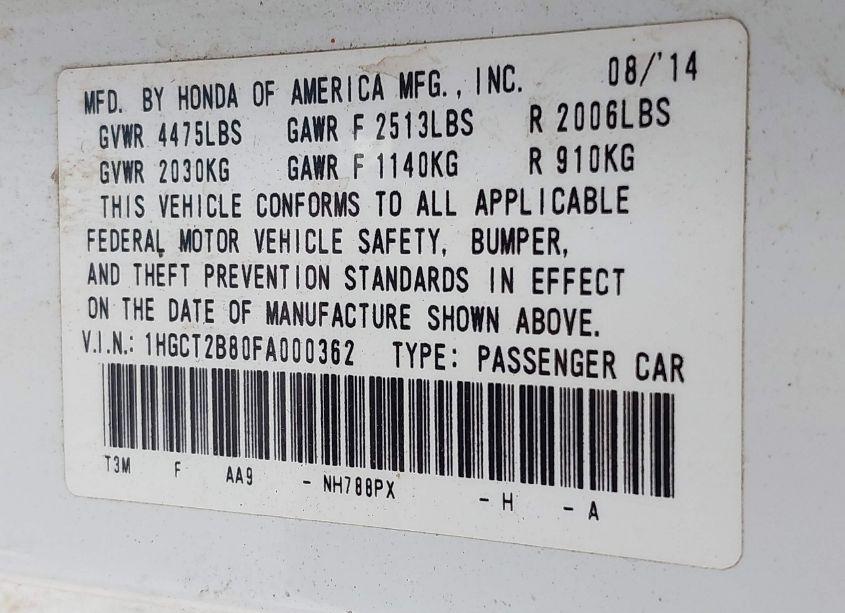 MFD. BY HONDA OF AMERICA MFG., INC. 08/'14
GVWR 4475LBS GAWR F 2513LBS R 2006LBS
GVWR 2030KG GAWR F 1140KG R 910KG
THIS VEHICLE CONFORMS TO ALL APPLICABLE
FEDERAL MOTOR VEHICLE SAFETY, BUMPER,
AND THEFT PREVENTION STANDARDS IN EFFECT
ON THE DATE OF MANUFACTURE SHOWN ABOVE.
V.I.N.: 1HGCT2B80FA000362 TYPE: PASSENGER CAR
T3M F AA9 - NH788PX - H - A